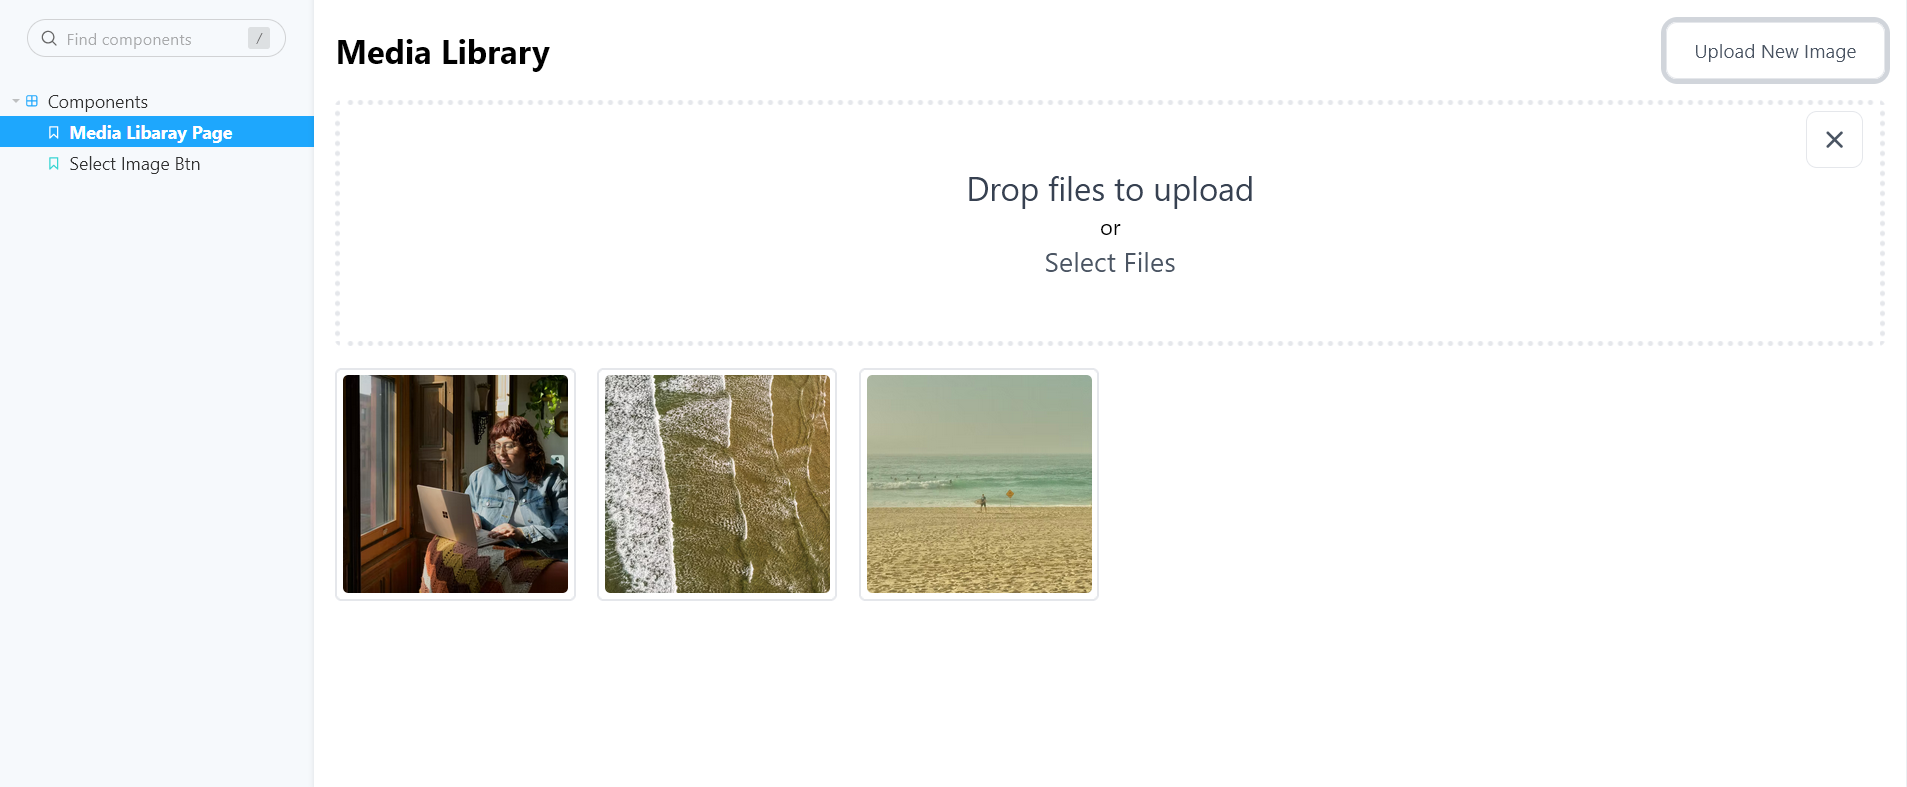 Find components /
Components
Media Libaray Page
Select Image Btn
Media Library
Upload New Image
Drop files to upload
or
Select Files